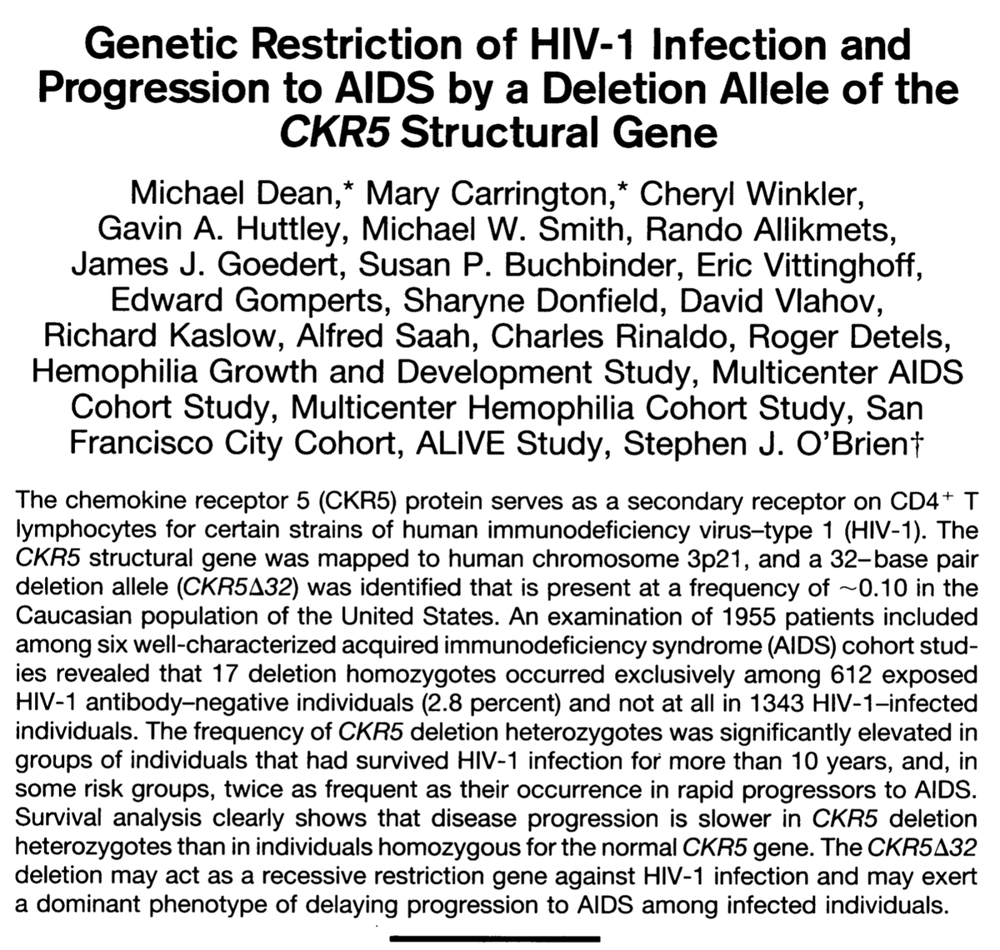 Genetic Restriction of HIV-1 Infection and
Progression to AIDS by a Deletion Allele of the
CKR5 Structural Gene
Michael Dean,* Mary Carrington,* Cheryl Winkler,
Gavin A. Huttley, Michael W. Smith, Rando Allikmets,
James J. Goedert, Susan P. Buchbinder, Eric Vittinghoff,
Edward Gomperts, Sharyne Donfield, David Vlahov,
Richard Kaslow, Alfred Saah, Charles Rinaldo, Roger Detels,
Hemophilia Growth and Development Study, Multicenter AIDS
Cohort Study, Multicenter Hemophilia Cohort Study, San
Francisco City Cohort, ALIVE Study, Stephen J. O’Brien†
The chemokine receptor 5 (CKR5) protein serves as a secondary receptor on CD4⁺ T
lymphocytes for certain strains of human immunodeficiency virus–type 1 (HIV-1). The
CKR5 structural gene was mapped to human chromosome 3p21, and a 32–base pair
deletion allele (CKR5Δ32) was identified that is present at a frequency of ~0.10 in the
Caucasian population of the United States. An examination of 1955 patients included
among six well-characterized acquired immunodeficiency syndrome (AIDS) cohort stud-
ies revealed that 17 deletion homozygotes occurred exclusively among 612 exposed
HIV-1 antibody–negative individuals (2.8 percent) and not at all in 1343 HIV-1–infected
individuals. The frequency of CKR5 deletion heterozygotes was significantly elevated in
groups of individuals that had survived HIV-1 infection for more than 10 years, and, in
some risk groups, twice as frequent as their occurrence in rapid progressors to AIDS.
Survival analysis clearly shows that disease progression is slower in CKR5 deletion
heterozygotes than in individuals homozygous for the normal CKR5 gene. The CKR5Δ32
deletion may act as a recessive restriction gene against HIV-1 infection and may exert
a dominant phenotype of delaying progression to AIDS among infected individuals.